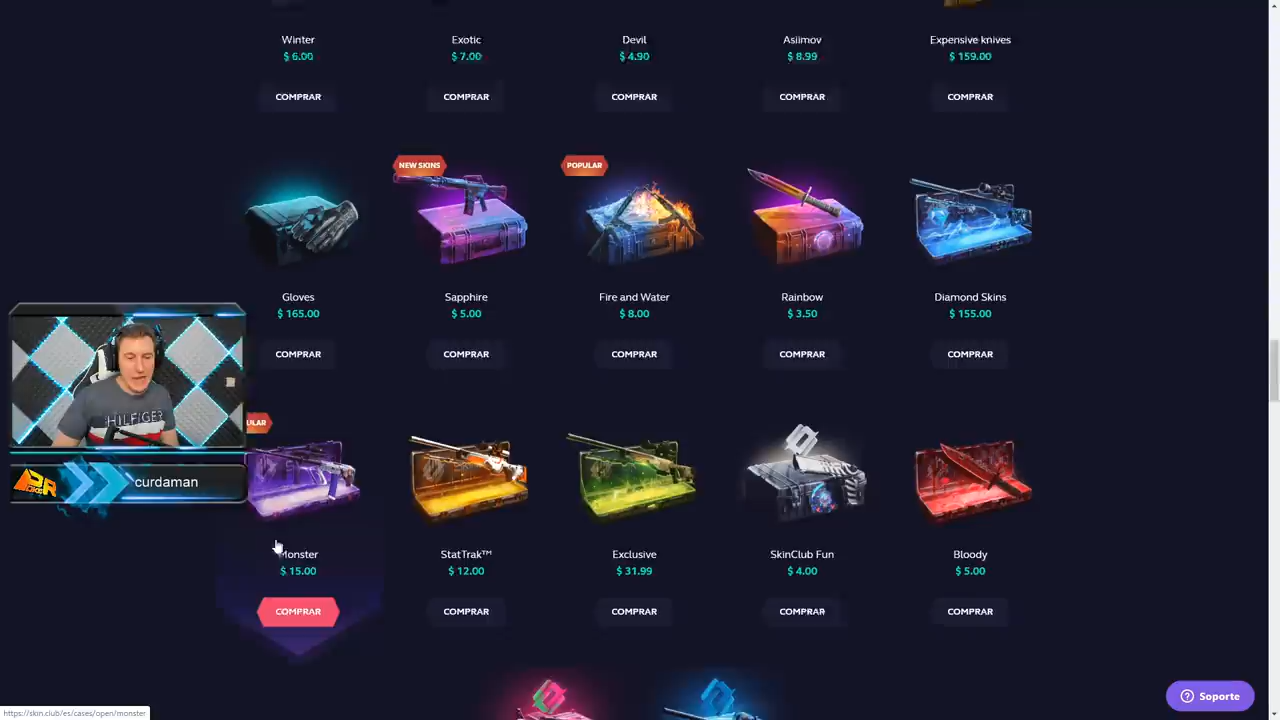 Winter
$ 6.00
COMPRAR
Exotic
$ 7.00
COMPRAR
Devil
$ 4.90
COMPRAR
Asiimov
$ 8.99
COMPRAR
Expensive knives
$ 159.00
COMPRAR
Gloves
$ 165.00
COMPRAR
NEW SKINS
Sapphire
$ 5.00
COMPRAR
POPULAR
Fire and Water
$ 8.00
COMPRAR
Rainbow
$ 3.50
COMPRAR
Diamond Skins
$ 155.00
COMPRAR
HILFIGER
curdaman
ULAR
Monster
$ 15.00
COMPRAR
StatTrak™
$ 12.00
COMPRAR
Exclusive
$ 31.99
COMPRAR
SkinClub Fun
$ 4.00
COMPRAR
Bloody
$ 5.00
COMPRAR
Soporte
https://skin.club/es/cases/open/monster